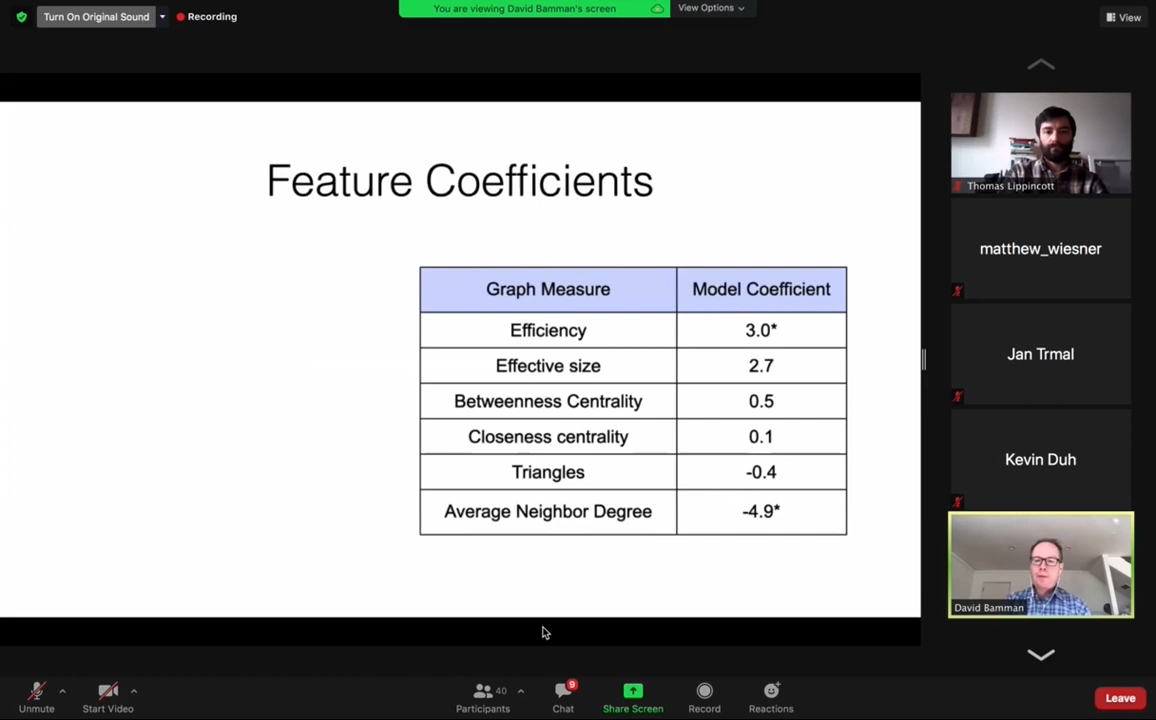 Turn On Original Sound
Recording
You are viewing David Bamman's screen
View Options
View
Feature Coefficients
Graph Measure Model Coefficient
Efficiency 3.0*
Effective size 2.7
Betweenness Centrality 0.5
Closeness centrality 0.1
Triangles -0.4
Average Neighbor Degree -4.9*
Thomas Lippincott
matthew_wiesner
Jan Trmal
Kevin Duh
David Bamman
Unmute
Start Video
40
Participants
9
Chat
Share Screen
Record
Reactions
Leave